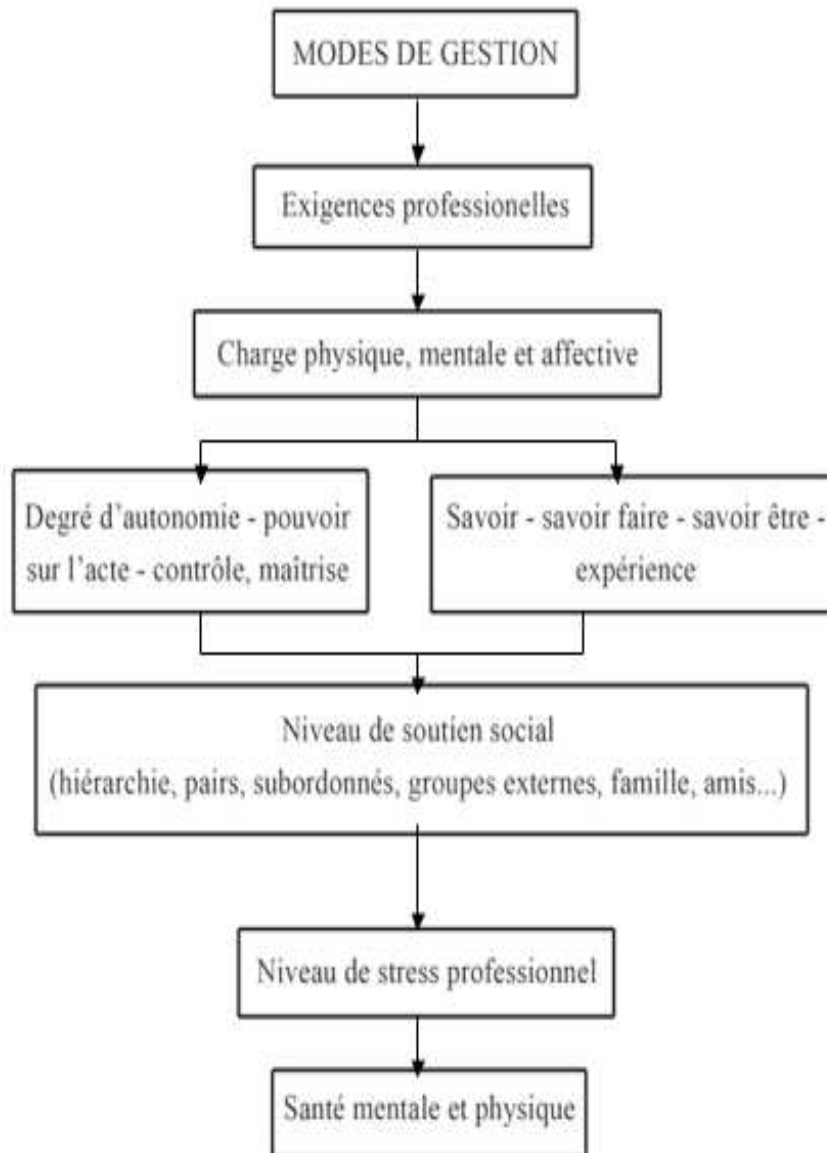 MODES DE GESTION
Exigences professionelles
Charge physique, mentale et affective
Degré d'autonomie - pouvoir
sur l'acte - contrôle, maîtrise
Savoir - savoir faire - savoir être -
expérience
Niveau de soutien social
(hiérarchie, pairs, subordonnés, groupes externes, famille, amis...)
Niveau de stress professionnel
Santé mentale et physique